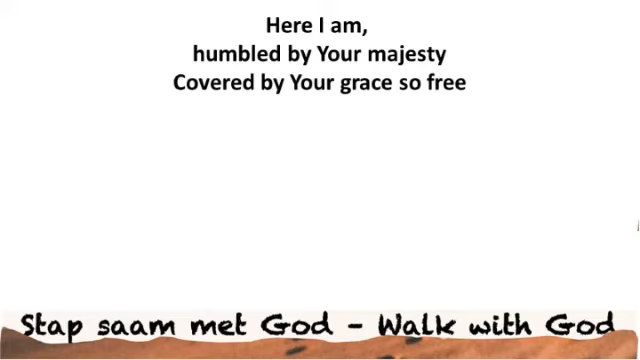 Here I am,
humbled by Your majesty
Covered by Your grace so free
Stap saam met God - Walk with God